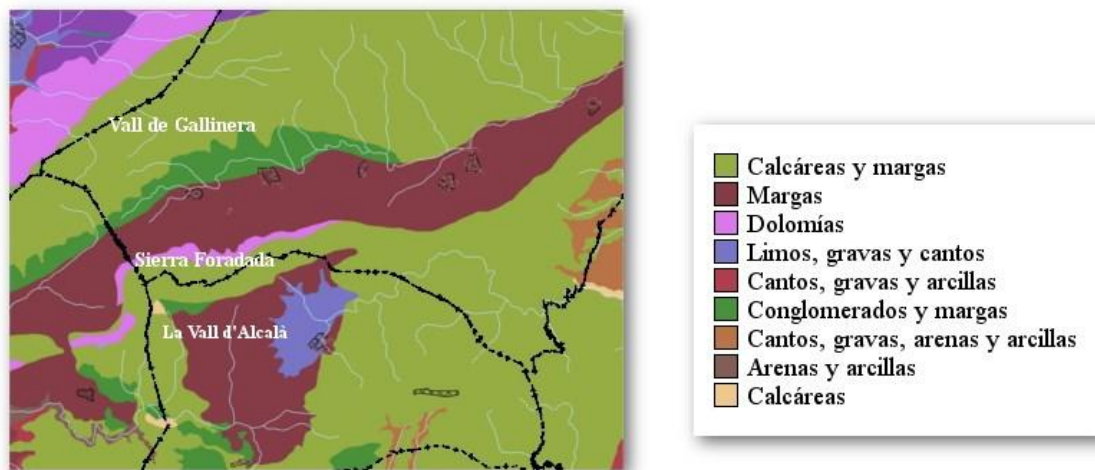 Vall de Gallinera
Sierra Foradada
La Vall d'Alcalà
Calcáreas y margas
Margas
Dolomías
Limos, gravas y cantos
Cantos, gravas y arcillas
Conglomerados y margas
Cantos, gravas, arenas y arcillas
Arenas y arcillas
Calcáreas